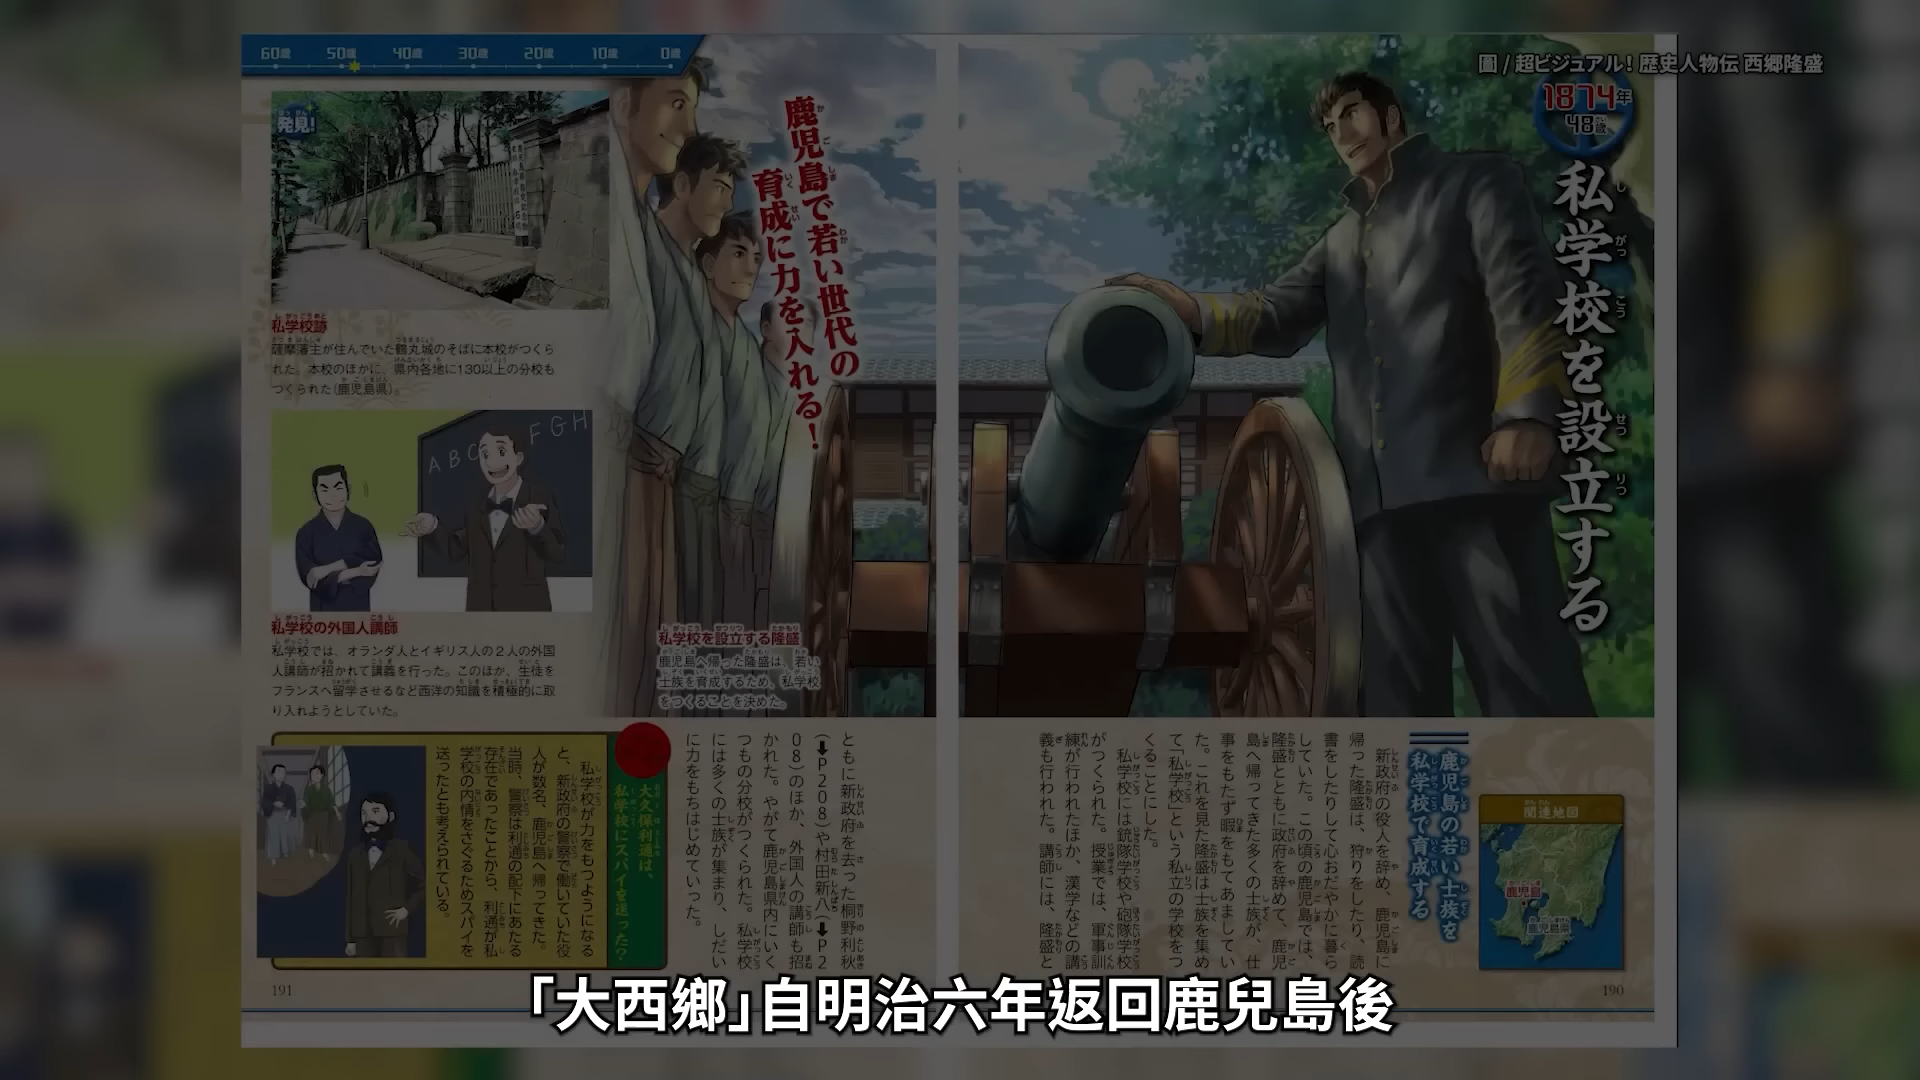 圖 / 超ビジュアル！歴史人物伝 西郷隆盛
60歳 50歳 40歳 30歳 20歳 10歳 0歳
1874年
48歳
私学校を設立する
鹿児島で若い世代の
育成に力を入れる！
発見!
私学校跡
薩摩藩主が住んでいた鶴丸城のそばに本校がつくら
れた。本校のほかに、県内各地に130以上の分校も
つくられた(鹿児島県)。
A B C F G H
私学校の外国人講師
私学校では、オランダ人とイギリス人の２人の外国
人講師が招かれて講義を行った。このほか、生徒を
フランスへ留学させるなど西洋の知識を積極的に取
り入れようとしていた。
私学校を設立する隆盛
鹿児島へ帰った隆盛は、若い
士族を育成するため、私学校
をつくることを決めた。
関連地図
鹿児島
鹿児島県
鹿児島の若い士族を
私学校で育成する
新政府の役人を辞め、鹿児島に
帰った隆盛は、狩りをしたり、読
書をしたりして心おだやかに暮ら
していた。この頃の鹿児島では、
隆盛とともに政府を辞めて、鹿児
島へ帰ってきた多くの士族が、仕
事をもたず暇をもてあましてい
た。これを見た隆盛は士族を集め
て「私学校」という私立の学校をつ
くることにした。
私学校には銃隊学校や砲隊学校
がつくられた。授業では、軍事訓
練が行われたほか、漢学などの講
義も行われた。講師には、隆盛と
ともに新政府を去った桐野利秋
(➡P208)や村田新八(➡P2
08)のほか、外国人の講師も招
かれた。やがて鹿児島県内にいく
つもの分校がつくられた。私学校
には多くの士族が集まり、しだい
に力をもちはじめていった。
大久保利通は、
私学校にスパイを送った？
私学校が力をもつようになる
と、新政府の警察で働いていた役
人が数名、鹿児島へ帰ってきた。
当時、警察は利通の配下にあたる
存在であったことから、利通が私
学校の内情をさぐるためスパイを
送ったとも考えられている。
191
190
「大西鄉」自明治六年返回鹿兒島後